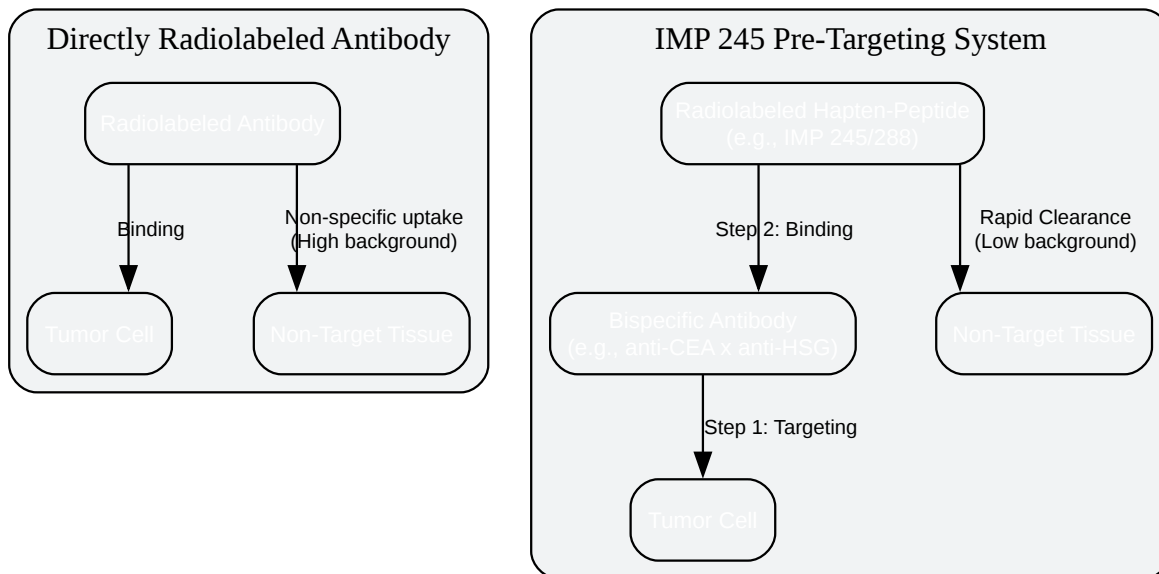 Directly Radiolabeled Antibody
Radiolabeled Antibody
Binding
Non-specific uptake
(High background)
Tumor Cell
Non-Target Tissue
IMP 245 Pre-Targeting System
Radiolabeled Hapten-Peptide
(e.g., IMP 245/288)
Step 2: Binding
Rapid Clearance
(Low background)
Bispecific Antibody
(e.g., anti-CEA x anti-HSG)
Non-Target Tissue
Step 1: Targeting
Tumor Cell